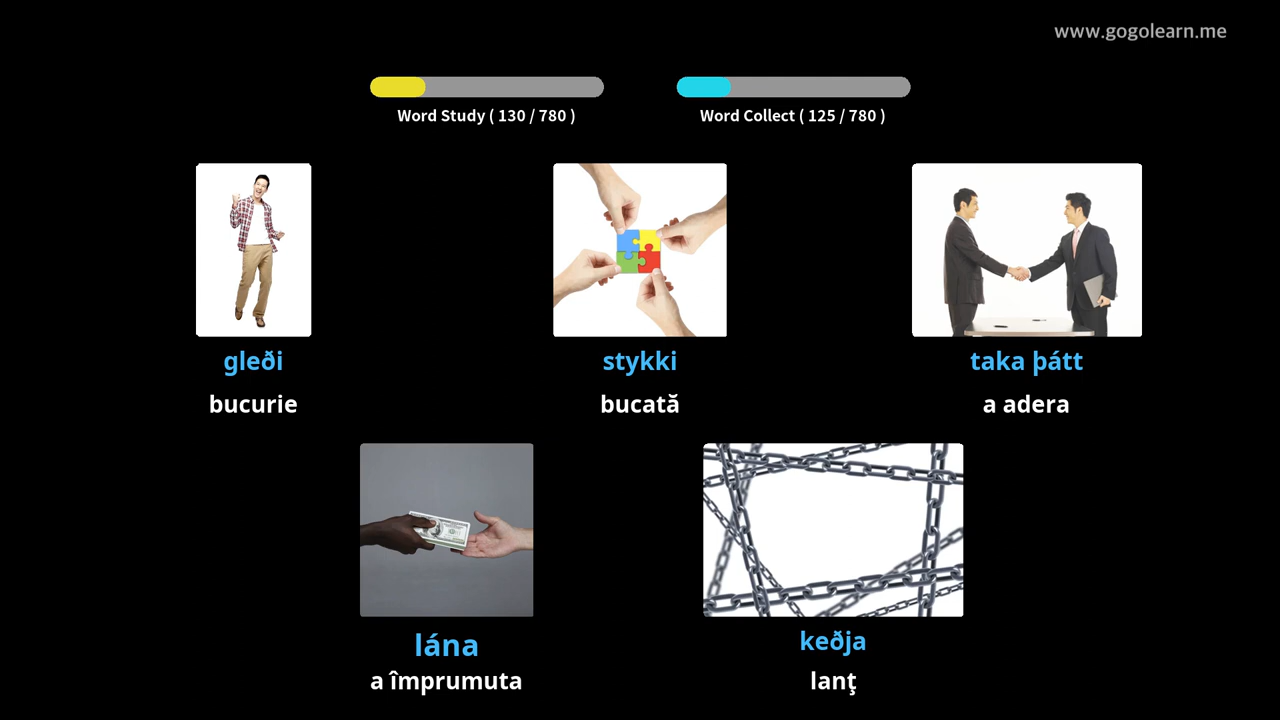 www.gogolearn.me
Word Study ( 130 / 780 )
Word Collect ( 125 / 780 )
gleði
stykki
taka þátt
bucurie
bucată
a adera
lána
keðja
a împrumuta
lanţ